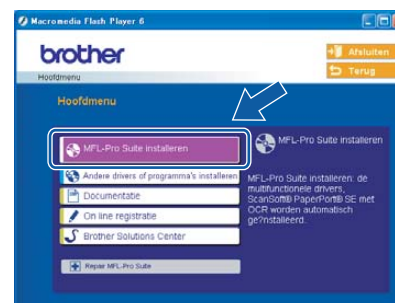 Macromedia Flash Player 6
brother
Afsluiten
Terug
Hoofdmenu
Hoofdmenu
MFL-Pro Suite installeren
Andere drivers of programma's installeren
Documentatie
On line registratie
Brother Solutions Center
Repair MFL-Pro Suite
MFL-Pro Suite installeren
MFL-Pro Suite installeren: de
multifunctionele drivers,
ScanSoft® PaperPort® SE met
OCR worden automatisch
ge?nstalleerd.